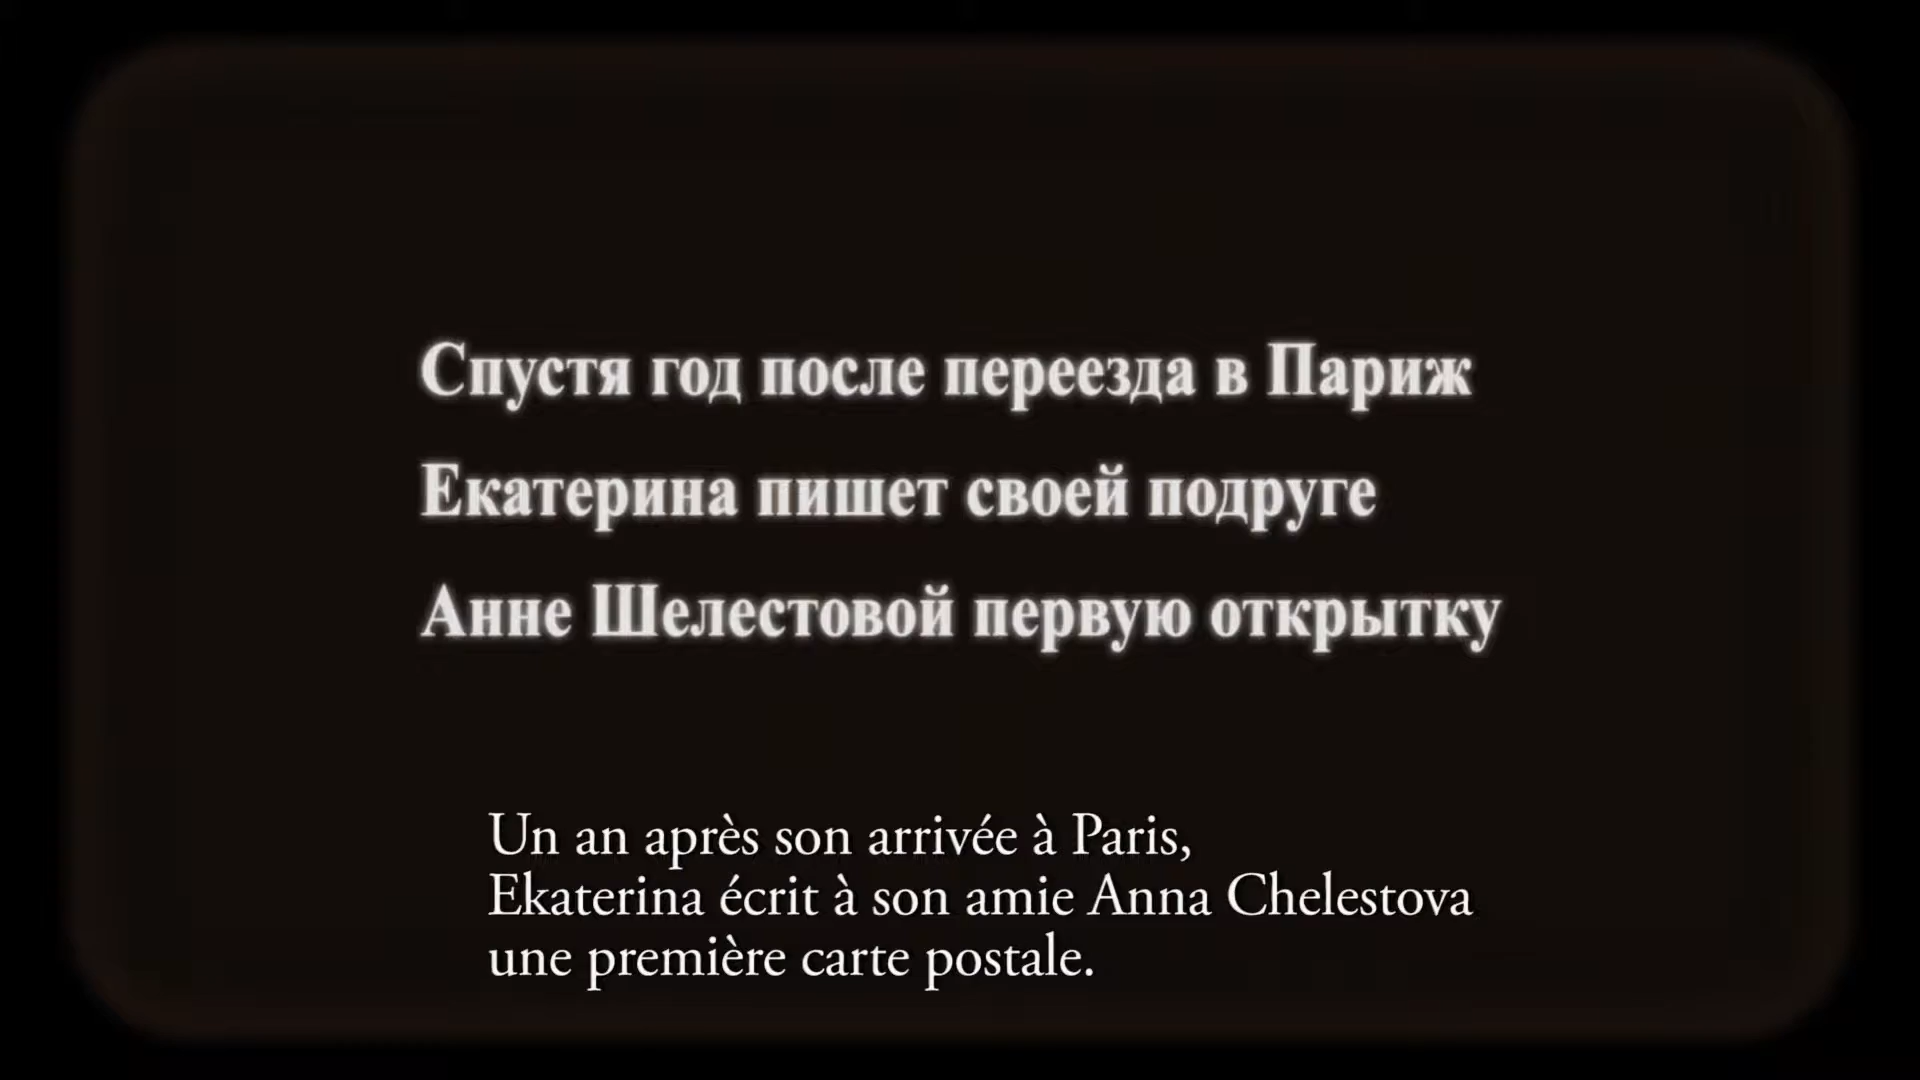 Спустя год после переезда в Париж
Екатерина пишет своей подруге
Анне Шелестовой первую открытку
Un an après son arrivée à Paris,
Ekaterina écrit à son amie Anna Chelestova
une première carte postale.